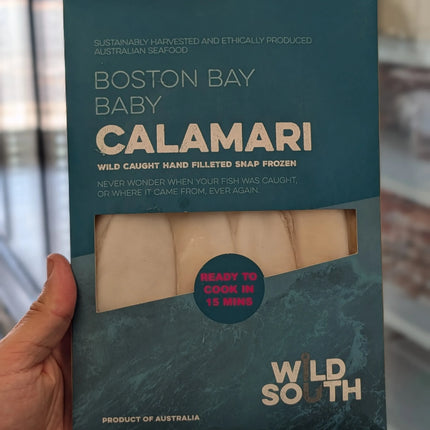 SUSTAINABLY HARVESTED AND ETHICALLY PRODUCED
AUSTRALIAN SEAFOOD
BOSTON BAY
BABY
CALAMARI
WILD CAUGHT HAND FILLETED SNAP FROZEN
NEVER WONDER WHEN YOUR FISH WAS CAUGHT,
OR WHERE IT CAME FROM, EVER AGAIN.
READY TO
COOK IN
15 MINS
WILD
SOUTH
PRODUCT OF AUSTRALIA